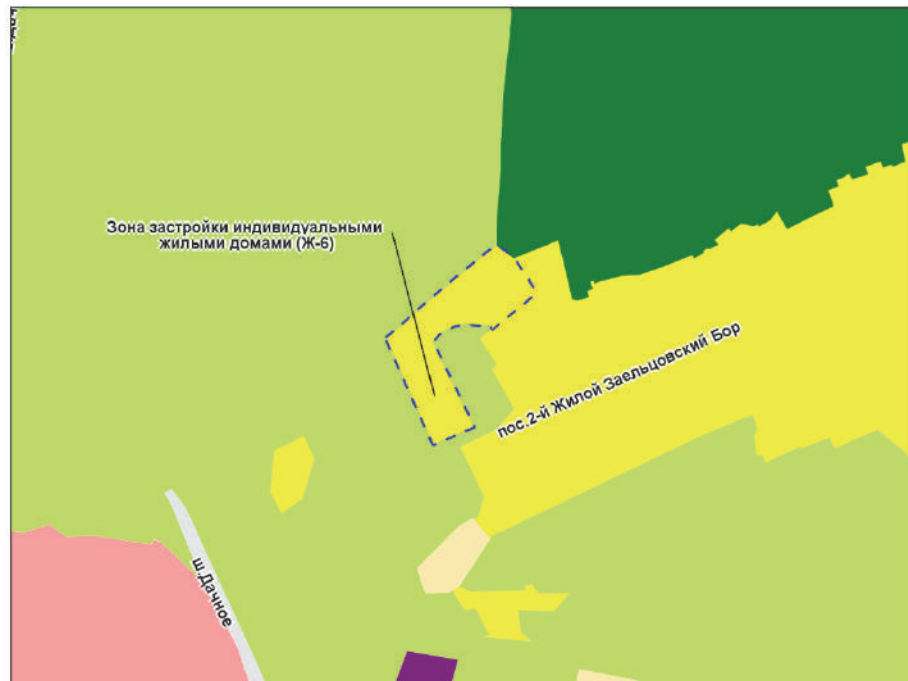 Зона застройки индивидуальными
жилыми домами (Ж-6)
пос.2-й Жилой Заельцовский Бор
ш.Дачное